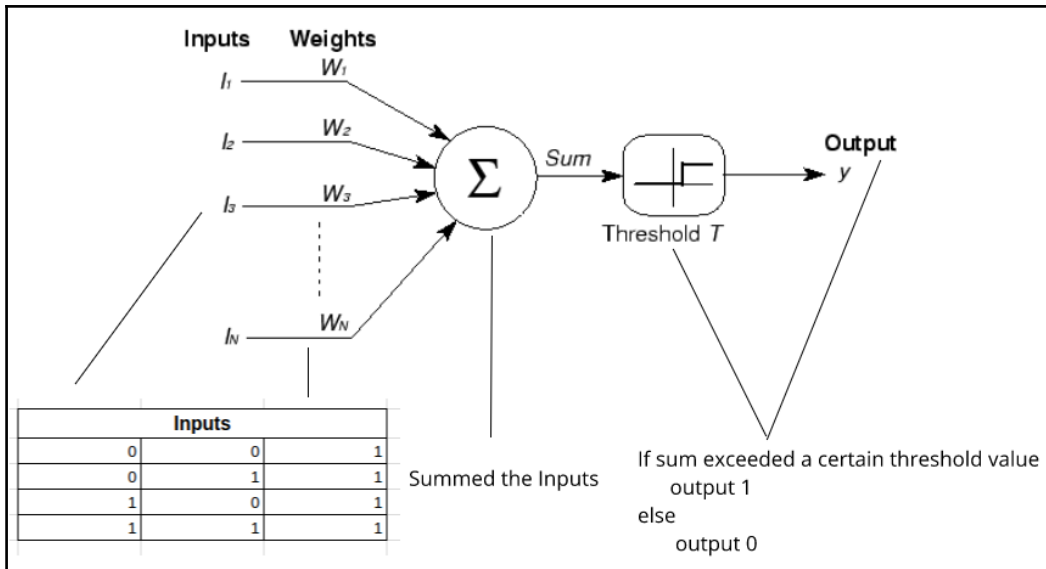 Inputs Weights
I₁ W₁
I₂ W₂
I₃ W₃
I_N W_N
Σ
Sum
Threshold T
Output
y
Inputs
0 0 1
0 1 1
1 0 1
1 1 1
Summed the Inputs
If sum exceeded a certain threshold value
output 1
else
output 0